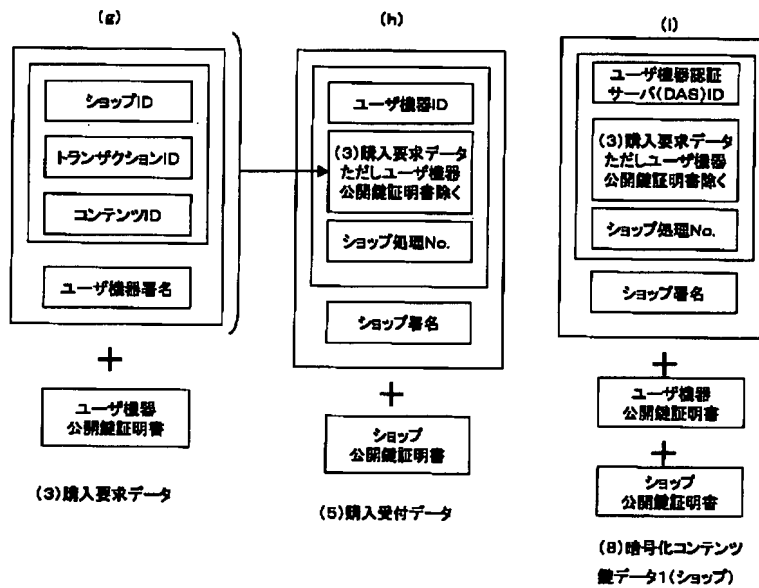 (g)
ショップID
トランザクションID
コンテンツID
ユーザ機器署名
+
ユーザ機器
公開鍵証明書
(3)購入要求データ
(h)
ユーザ機器ID
(3)購入要求データ
ただしユーザ機器
公開鍵証明書除く
ショップ処理No.
ショップ署名
+
ショップ
公開鍵証明書
(5)購入受付データ
(i)
ユーザ機器認証
サーバ(DAS)ID
(3)購入要求データ
ただしユーザ機器
公開鍵証明書除く
ショップ処理No.
ショップ署名
+
ユーザ機器
公開鍵証明書
+
ショップ
公開鍵証明書
(8)暗号化コンテンツ
鍵データ1(ショップ)